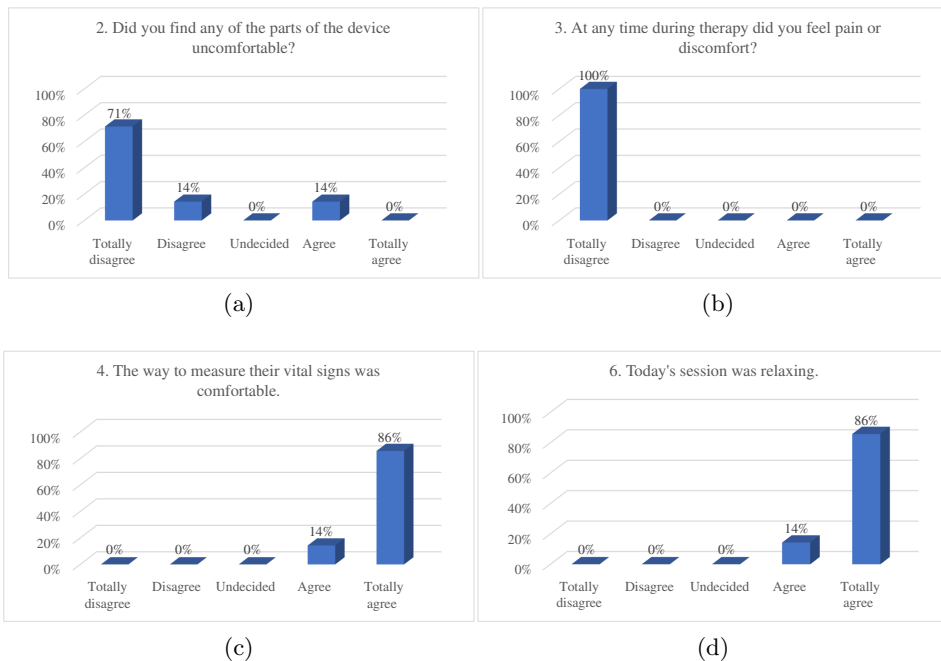 2. Did you find any of the parts of the device
uncomfortable?
100%
80%
60%
40%
20%
0%
71%
14%
0%
14%
0%
Totally disagree
Disagree
Undecided
Agree
Totally agree
(a)
3. At any time during therapy did you feel pain or
discomfort?
100%
80%
60%
40%
20%
0%
100%
0%
0%
0%
0%
Totally disagree
Disagree
Undecided
Agree
Totally agree
(b)
4. The way to measure their vital signs was
comfortable.
100%
80%
60%
40%
20%
0%
0%
0%
0%
14%
86%
Totally disagree
Disagree
Undecided
Agree
Totally agree
(c)
6. Today's session was relaxing.
100%
80%
60%
40%
20%
0%
0%
0%
0%
14%
86%
Totally disagree
Disagree
Undecided
Agree
Totally agree
(d)